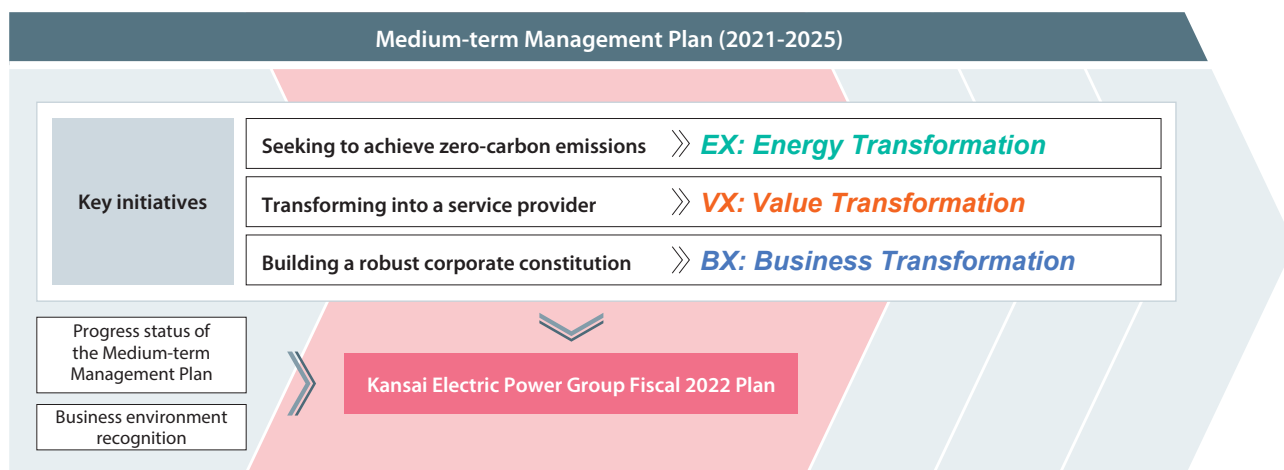 Medium-term Management Plan (2021-2025)
Key initiatives
Seeking to achieve zero-carbon emissions
EX: Energy Transformation
Transforming into a service provider
VX: Value Transformation
Building a robust corporate constitution
BX: Business Transformation
Progress status of
the Medium-term
Management Plan
Business environment
recognition
Kansai Electric Power Group Fiscal 2022 Plan